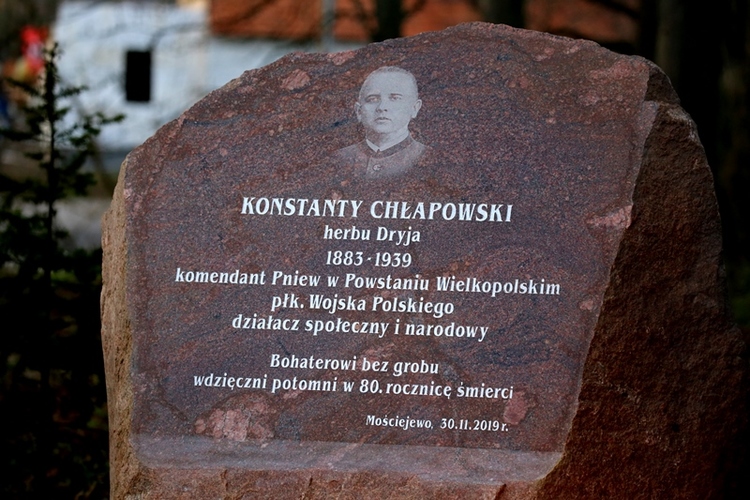 KONSTANTY CHŁAPOWSKI
herbu Dryja
1883-1939
komendant Pniew w Powstaniu Wielkopolskim
płk. Wojska Polskiego
działacz społeczny i narodowy
Bohaterowi bez grobu
wdzięczni potomni w 80. rocznicę śmierci
Mościejewo, 30.11.2019 r.